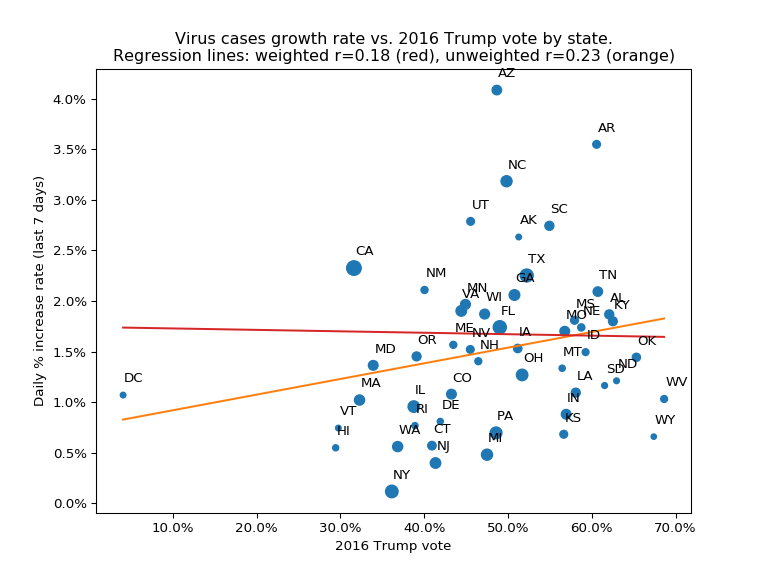 Virus cases growth rate vs. 2016 Trump vote by state.
Regression lines: weighted r=0.18 (red), unweighted r=0.23 (orange)
Daily % increase rate (last 7 days)
4.0%
3.5%
3.0%
2.5%
2.0%
1.5%
1.0%
0.5%
0.0%
AZ
AR
NC
UT
SC
AK
CA
TX
NM
GA
TN
MN
VA
WI
MS
AL
KY
FL
MO
NE
ME
NV
IA
ID
OR
NH
OK
MD
OH
MT
ND
DC
MA
CO
LA
SD
WV
IL
RI
DE
IN
VT
HI
WA
CT
PA
KS
WY
NJ
MI
NY
10.0%
20.0%
30.0%
40.0%
50.0%
60.0%
70.0%
2016 Trump vote